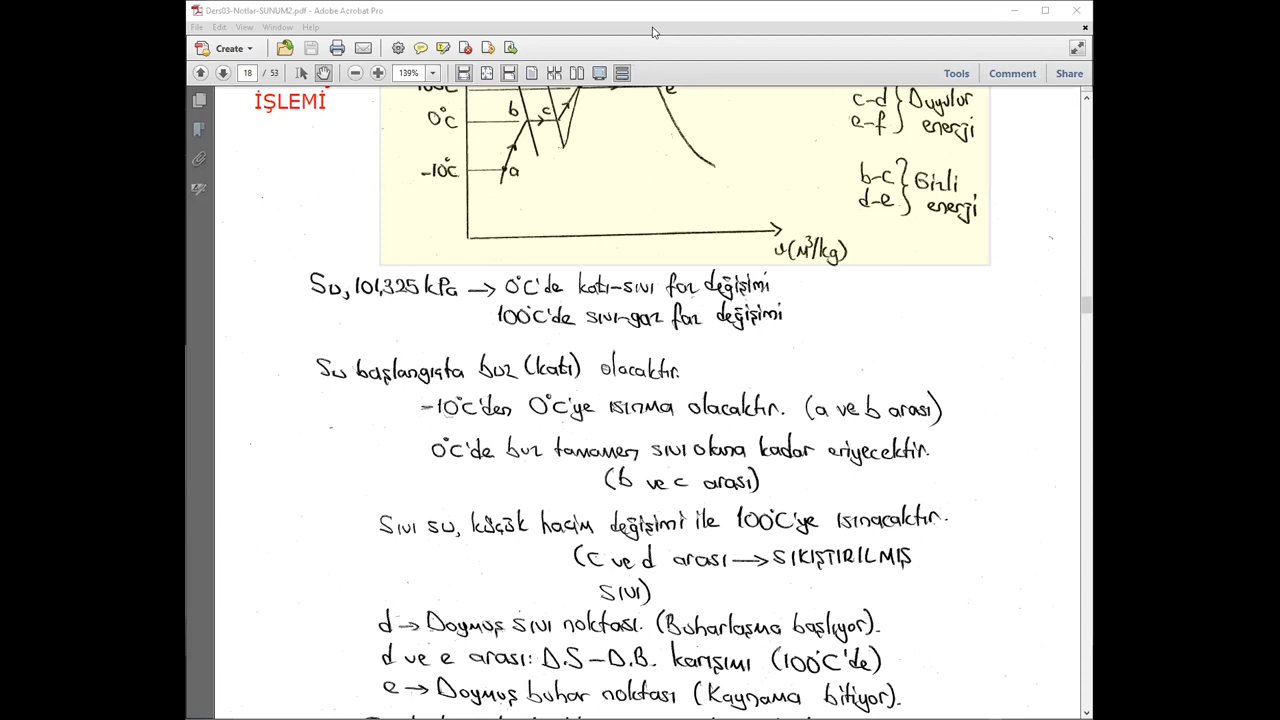 Ders03-Notlar-SUNUM2.pdf - Adobe Acrobat Pro
File Edit View Window Help
Create
18 / 53 139% Tools Comment Share
İŞLEMİ
100°C e
b c
0°C
-10°C a
c-d } Duyulur
e-f } energi
b-c } Gizli
d-e } energi
v(m³/kg)
Su, 101,325 kPa → 0°C'de katı-sıvı faz değişimi
100°C'de sıvı-gaz faz değişimi
Su başlangıçta buz (katı) olacaktır.
-10°C'den 0°C'ye ısınma olacaktır. (a ve b arası)
0°C'de buz tamamen sıvı olana kadar eriyecektir.
(b ve c arası)
Sıvı su, küçük hacim değişimi ile 100°C'ye ısınacaktır.
(c ve d arası → SIKIŞTIRILMIŞ
SIVI)
d → Doymuş sıvı noktası. (Buharlaşma başlıyor).
d ve e arası: D.S-D.B. karışımı (100°C'de)
e → Doymuş buhar noktası (Kaynama bitiyor).